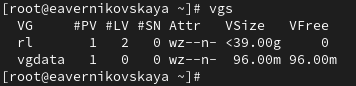 [root@eavernikovskaya ~]# vgs
  VG     #PV #LV #SN Attr   VSize   VFree
  rl       1   2   0 wz--n- <39.00g     0
  vgdata   1   0   0 wz--n-  96.00m 96.00m
[root@eavernikovskaya ~]#